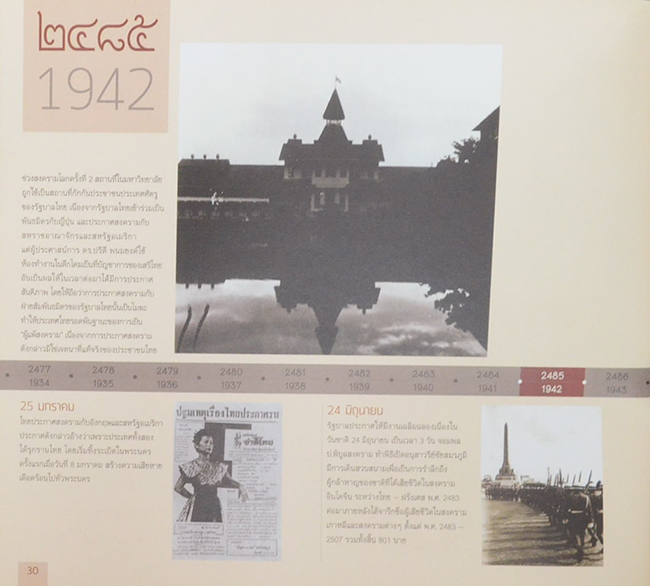 ๒๔๘๕
1942
ช่วงสงครามโลกครั้งที่ 2 สถานที่ในมหาวิทยาลัย
ถูกใช้เป็นสถานที่กักกันประชาชนประเทศศัตรู
ของรัฐบาลไทย เนื่องจากรัฐบาลไทยเข้าร่วมเป็น
พันธมิตรกับญี่ปุ่น และประกาศสงครามกับ
สหราชอาณาจักรและสหรัฐอเมริกา
แต่ผู้ประศาสน์การ ดร.ปรีดี พนมยงค์ใช้
ห้องทำงานในตึกโดมเป็นที่บัญชาการของเสรีไทย
อันเป็นผลให้ในเวลาต่อมาได้มีการประกาศ
สันติภาพ โดยให้ถือว่าการประกาศสงครามกับ
ฝ่ายสัมพันธมิตรของรัฐบาลไทยนั้นเป็นโมฆะ
ทำให้ประเทศไทยรอดพ้นฐานะของการเป็น
"ผู้แพ้สงคราม" เนื่องจากการประกาศสงคราม
ดังกล่าวมิใช่เจตนาที่แท้จริงของประชาชนไทย
2477 2478 2479 2480 2481 2482 2483 2484 2485 2486
1934 1935 1936 1937 1938 1939 1940 1941 1942 1943
25 มกราคม
ไทยประกาศสงครามกับอังกฤษและสหรัฐอเมริกา
ประกาศดังกล่าวอ้างว่าเพราะประเทศทั้งสอง
ได้รุกรานไทย โดยเริ่มทิ้งระเบิดในพระนคร
ครั้งแรกเมื่อวันที่ 8 มกราคม สร้างความเสียหาย
เดือดร้อนไปทั่วพระนคร
ปฐมเหตุเรื่องไทยประกาศราน
24 มิถุนายน
รัฐบาลประกาศให้มีงานเฉลิมฉลองเนื่องใน
วันชาติ 24 มิถุนายน เป็นเวลา 3 วัน จอมพล
ป.พิบูลสงคราม ทำพิธีเปิดอนุสาวรีย์ชัยสมรภูมิ
มีการเดินสวนสนามเพื่อเป็นการรำลึกถึง
ผู้กล้าหาญของชาติที่ได้เสียชีวิตในสงคราม
อินโดจีน ระหว่างไทย – ฝรั่งเศส พ.ศ. 2483
ต่อมาภายหลังได้จารึกชื่อผู้เสียชีวิตในสงคราม
เกาหลีและสงครามต่างๆ ตั้งแต่ พ.ศ. 2483 –
2507 รวมทั้งสิ้น 801 นาย
30